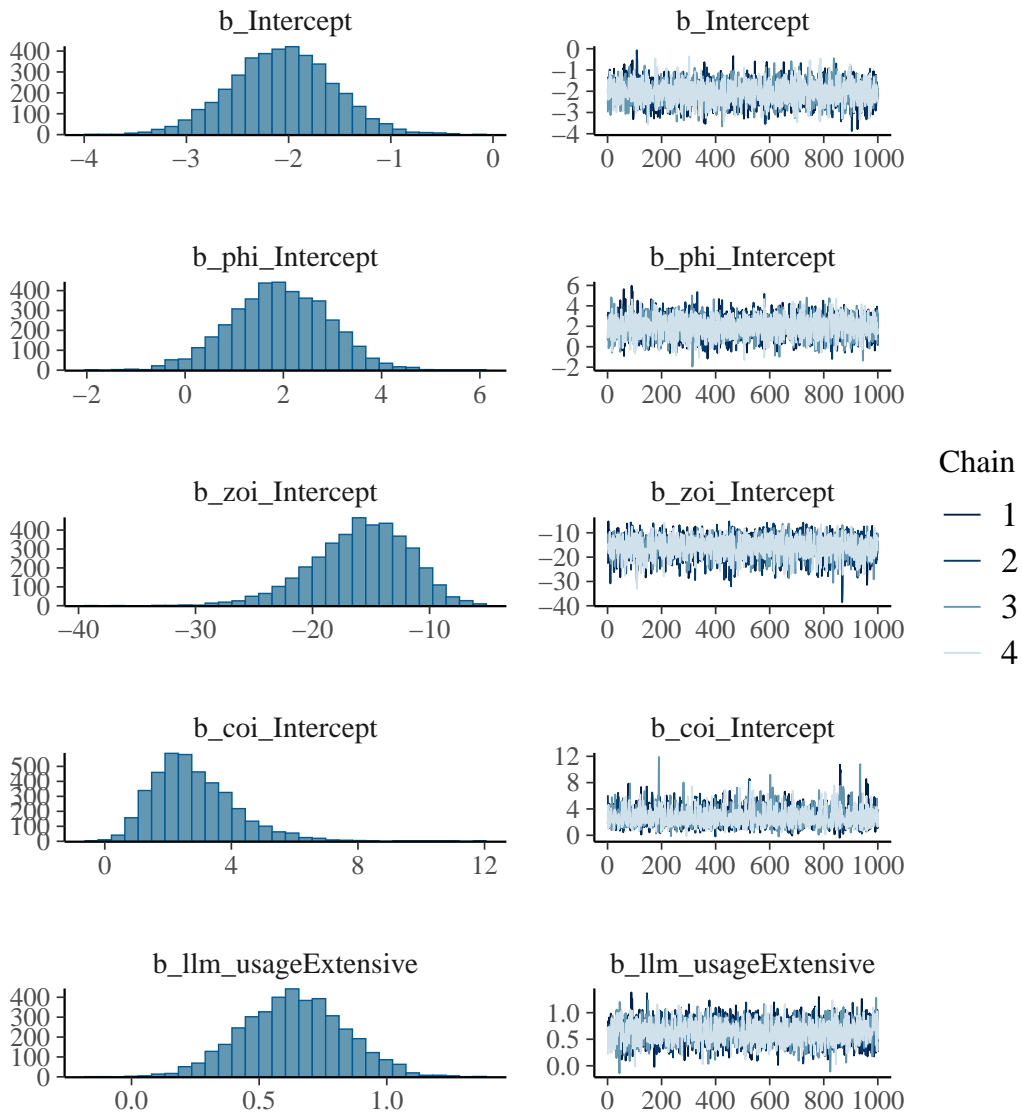 b_Intercept
400
300
200
100
0
−4 −3 −2 −1 0
b_Intercept
0
−1
−2
−3
−4
0 200 400 600 800 1000
b_phi_Intercept
400
300
200
100
0
−2 0 2 4 6
b_phi_Intercept
6
4
2
0
−2
0 200 400 600 800 1000
b_zoi_Intercept
400
300
200
100
0
−40 −30 −20 −10
b_zoi_Intercept
−10
−20
−30
−40
0 200 400 600 800 1000
b_coi_Intercept
500
400
300
200
100
0
0 4 8 12
b_coi_Intercept
12
8
4
0
0 200 400 600 800 1000
b_llm_usageExtensive
400
300
200
100
0
0.0 0.5 1.0
b_llm_usageExtensive
1.0
0.5
0.0
0 200 400 600 800 1000
Chain
1
2
3
4